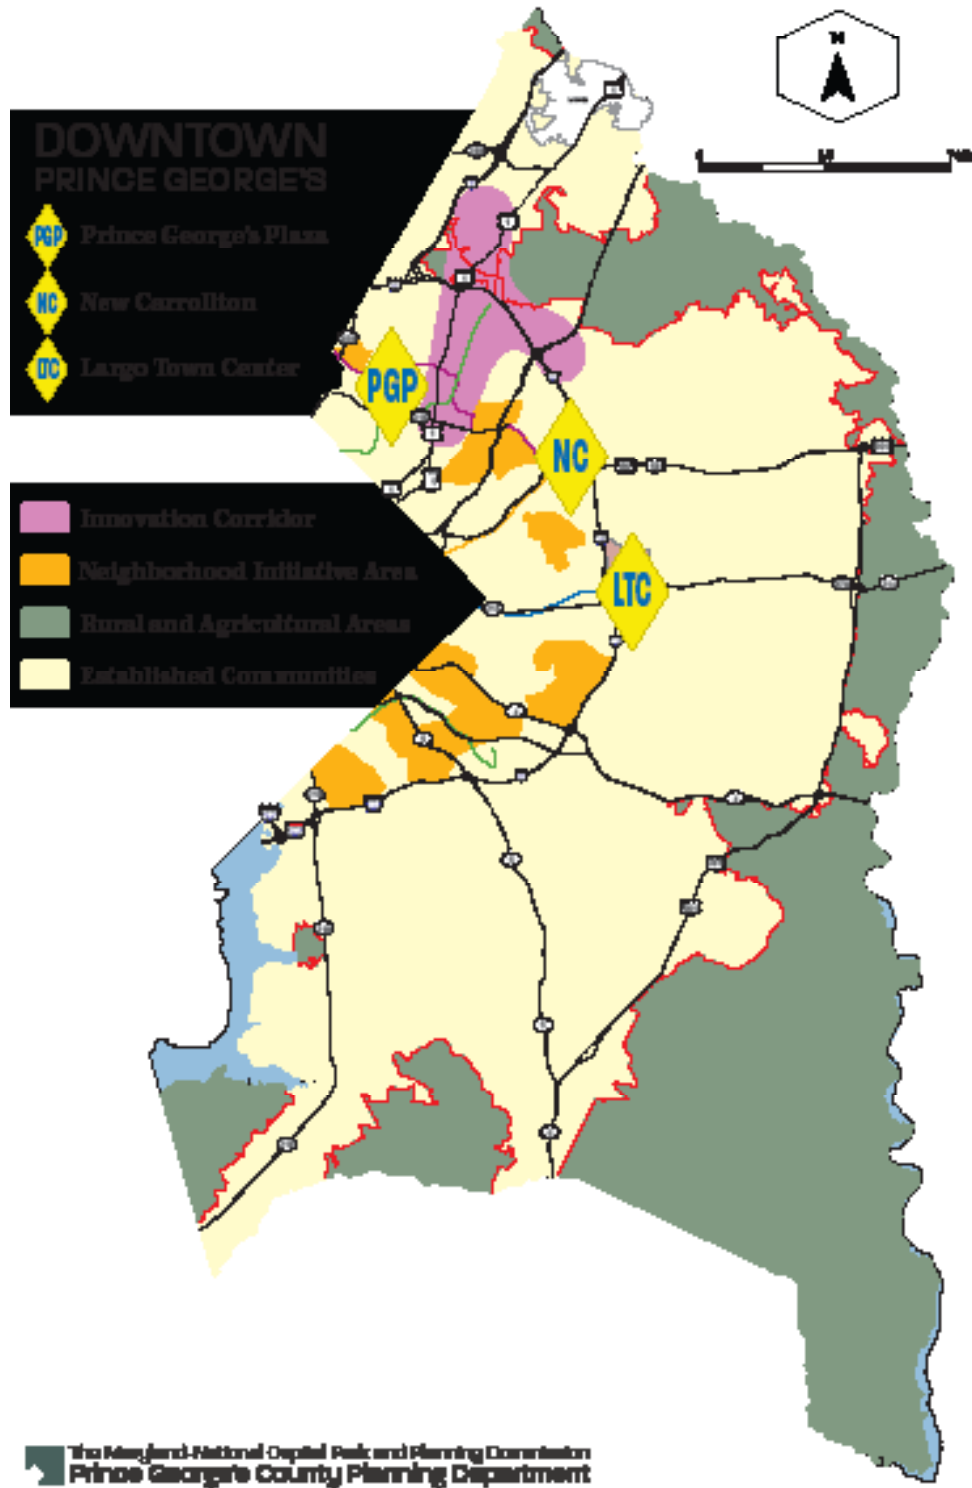 N
DOWNTOWN
PRINCE GEORGE'S
PGP Prince George's Plaza
NC New Carrollton
LTC Largo Town Center
PGP
NC
LTC
Innovation Corridor
Neighborhood Initiative Area
Rural and Agricultural Areas
Established Communities
The Maryland-National Capital Park and Planning Commission
Prince George's County Planning Department